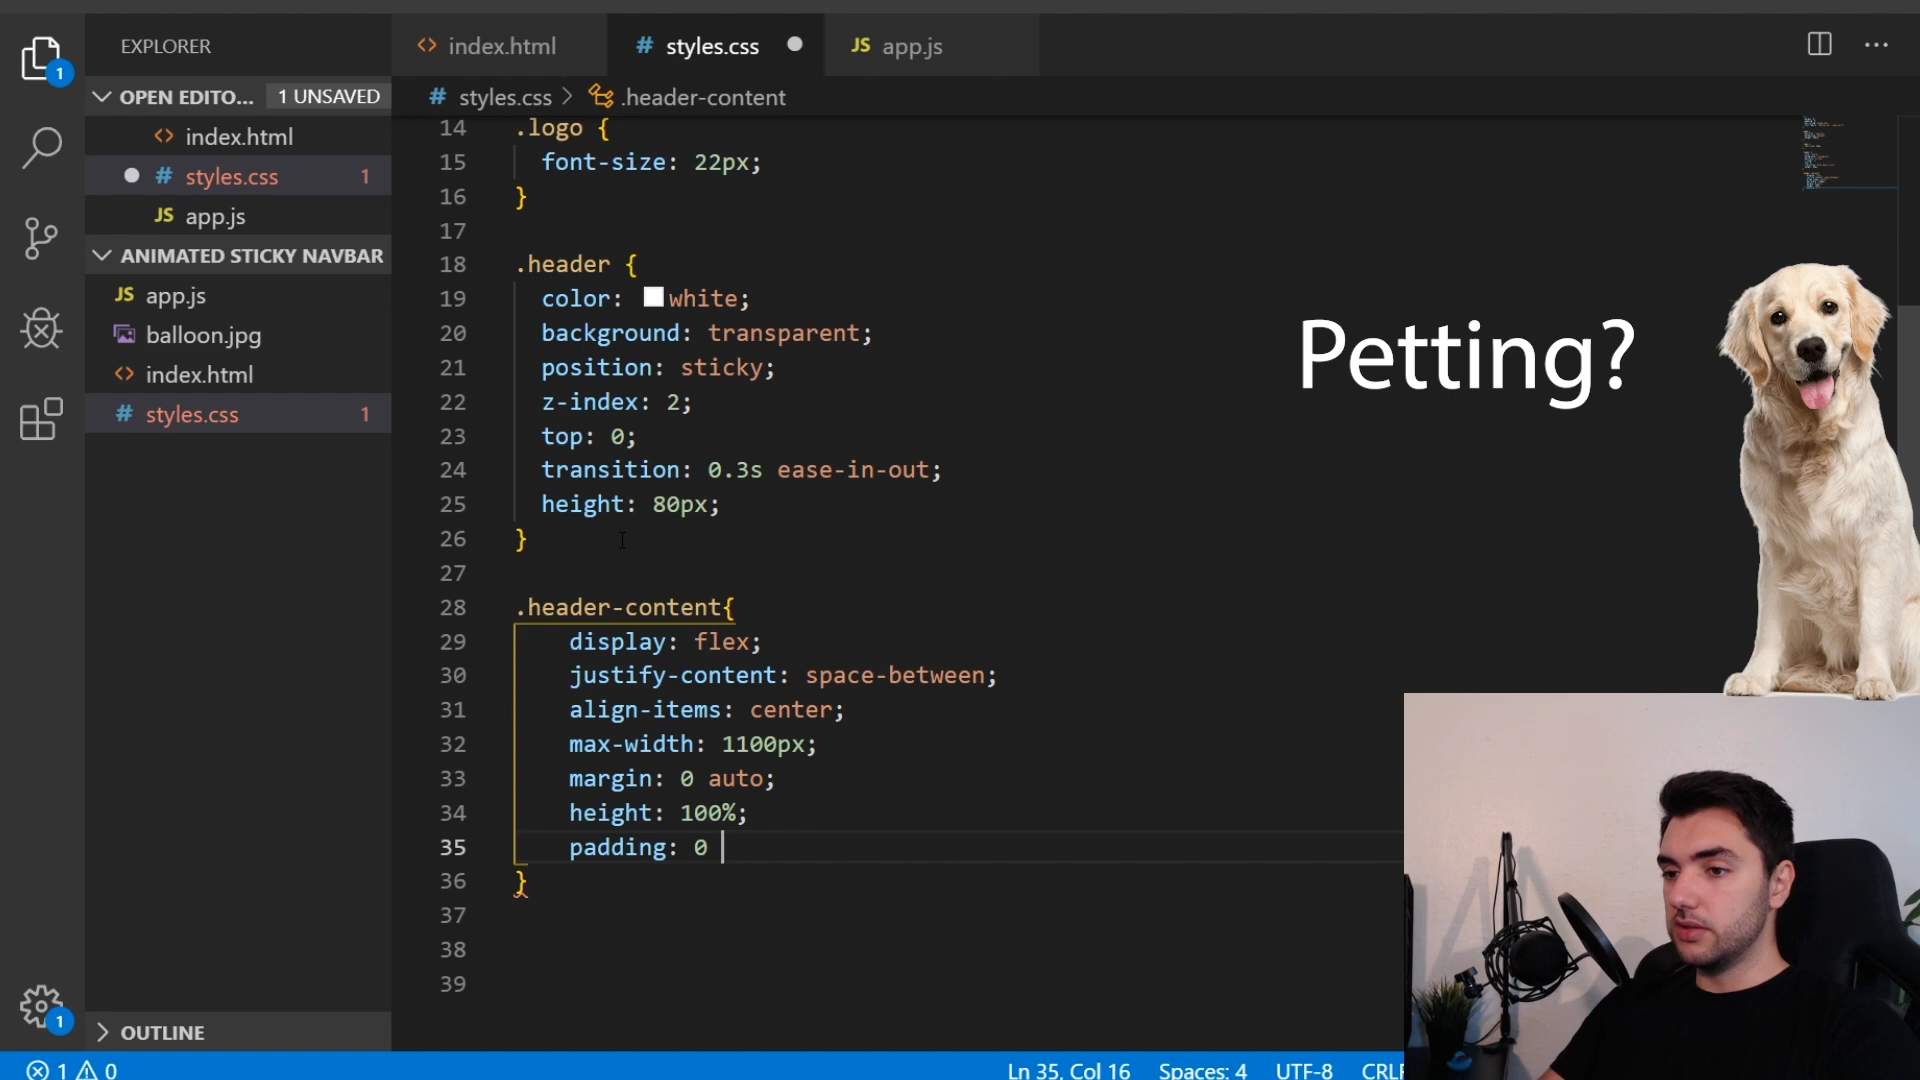 EXPLORER
OPEN EDITO... 1 UNSAVED
index.html
styles.css 1
app.js
ANIMATED STICKY NAVBAR
app.js
balloon.jpg
index.html
styles.css 1
OUTLINE
1
1
index.html
styles.css
app.js
styles.css > .header-content
14 .logo {
15 font-size: 22px;
16 }
17
18 .header {
19 color: white;
20 background: transparent;
21 position: sticky;
22 z-index: 2;
23 top: 0;
24 transition: 0.3s ease-in-out;
25 height: 80px;
26 }
27
28 .header-content{
29 display: flex;
30 justify-content: space-between;
31 align-items: center;
32 max-width: 1100px;
33 margin: 0 auto;
34 height: 100%;
35 padding: 0
36 }
37
38
39
Petting?
1 0
Ln 35, Col 16 Spaces: 4 UTF-8 CRLF